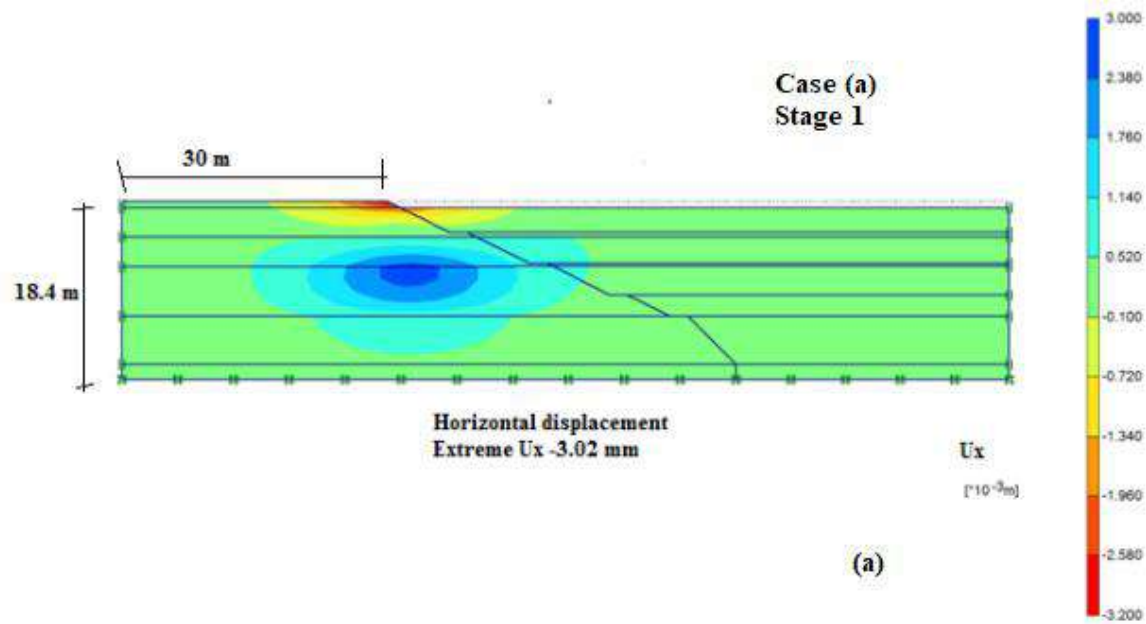 Case (a)
Stage 1
30 m
18.4 m
Horizontal displacement
Extreme Ux -3.02 mm
Ux
[*10-3m]
(a)
3.000
2.380
1.760
1.140
0.520
-0.100
-0.720
-1.340
-1.960
-2.580
-3.200